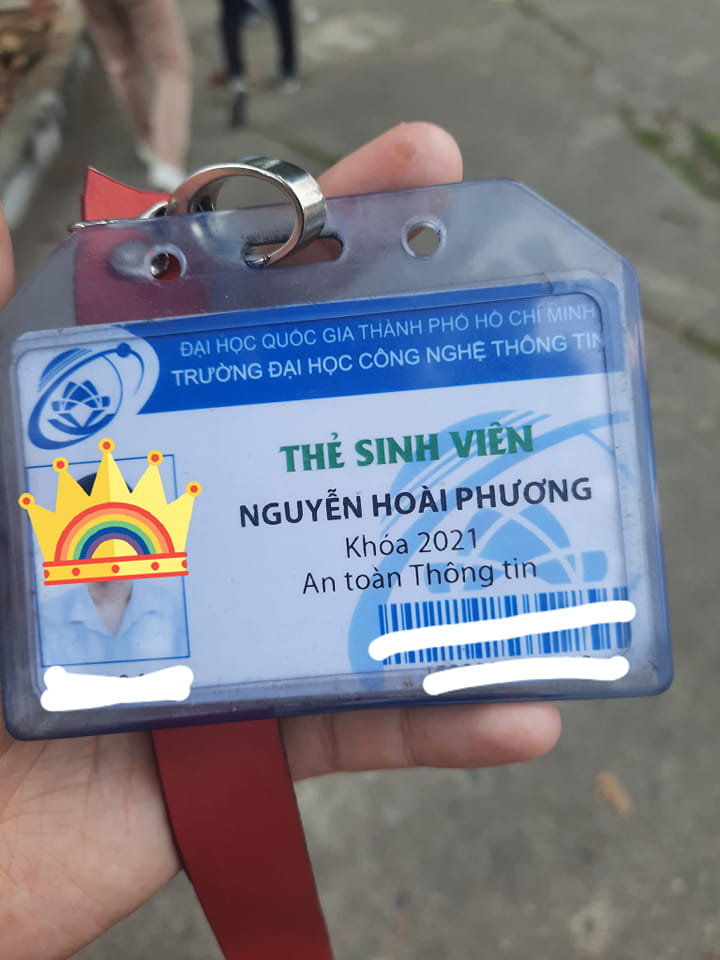 ĐẠI HỌC QUỐC GIA THÀNH PHỐ HỒ CHÍ MINH
TRƯỜNG ĐẠI HỌC CÔNG NGHỆ THÔNG TIN
THẺ SINH VIÊN
NGUYỄN HOÀI PHƯƠNG
Khóa 2021
An toàn Thông tin